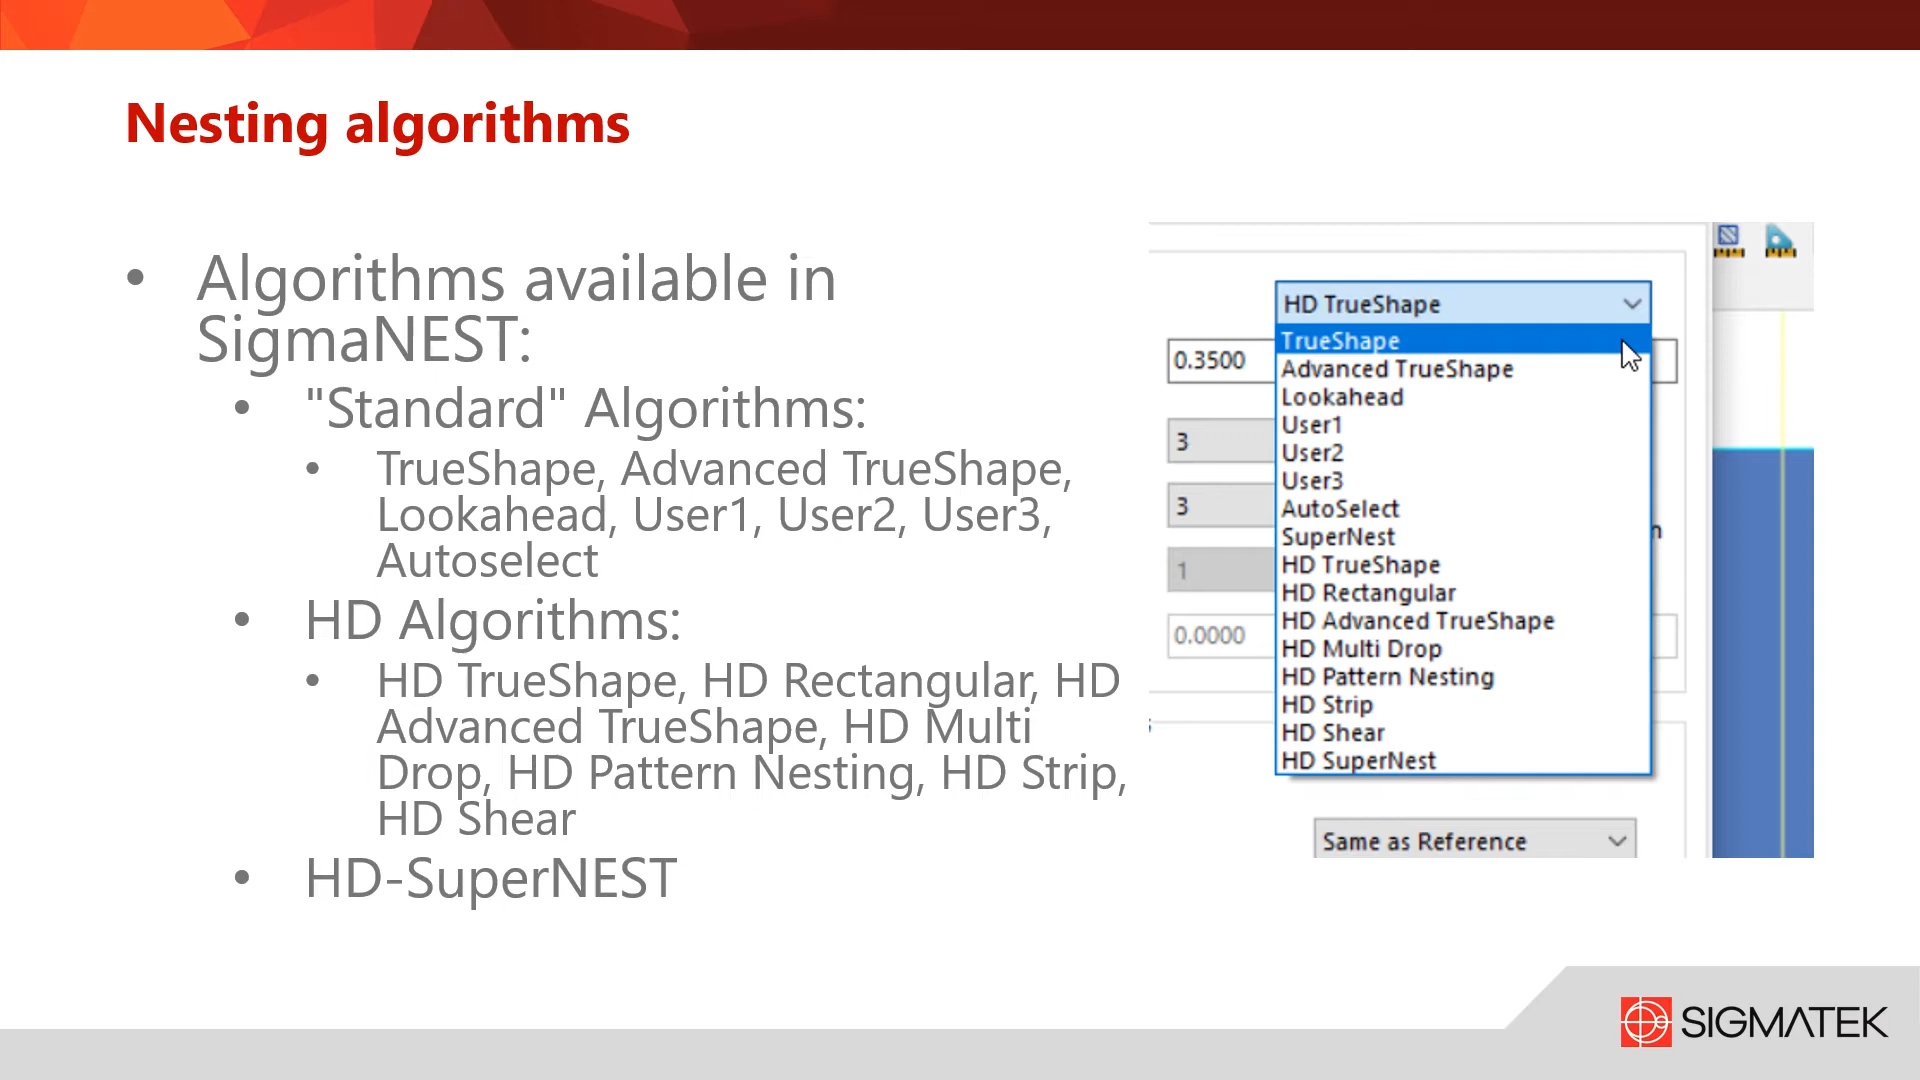 Nesting algorithms
• Algorithms available in
SigmaNEST:
• "Standard" Algorithms:
• TrueShape, Advanced TrueShape,
Lookahead, User1, User2, User3,
Autoselect
• HD Algorithms:
• HD TrueShape, HD Rectangular, HD
Advanced TrueShape, HD Multi
Drop, HD Pattern Nesting, HD Strip,
HD Shear
• HD-SuperNEST
HD TrueShape
TrueShape
Advanced TrueShape
Lookahead
User1
User2
User3
AutoSelect
SuperNest
HD TrueShape
HD Rectangular
HD Advanced TrueShape
HD Multi Drop
HD Pattern Nesting
HD Strip
HD Shear
HD SuperNest
0.3500
3
3
1
0.0000
Same as Reference
SIGMATEK